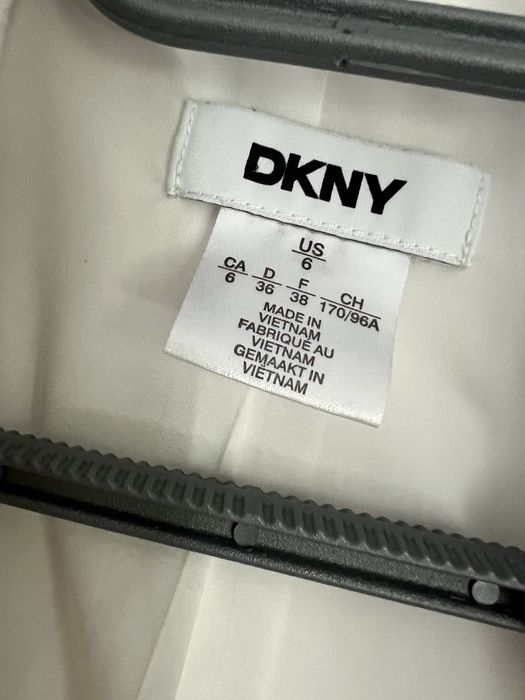 DKNY
US
6
CA D F CH
6 36 38 170/96A
MADE IN
VIETNAM
FABRIQUÉ AU
VIETNAM
GEMAAKT IN
VIETNAM